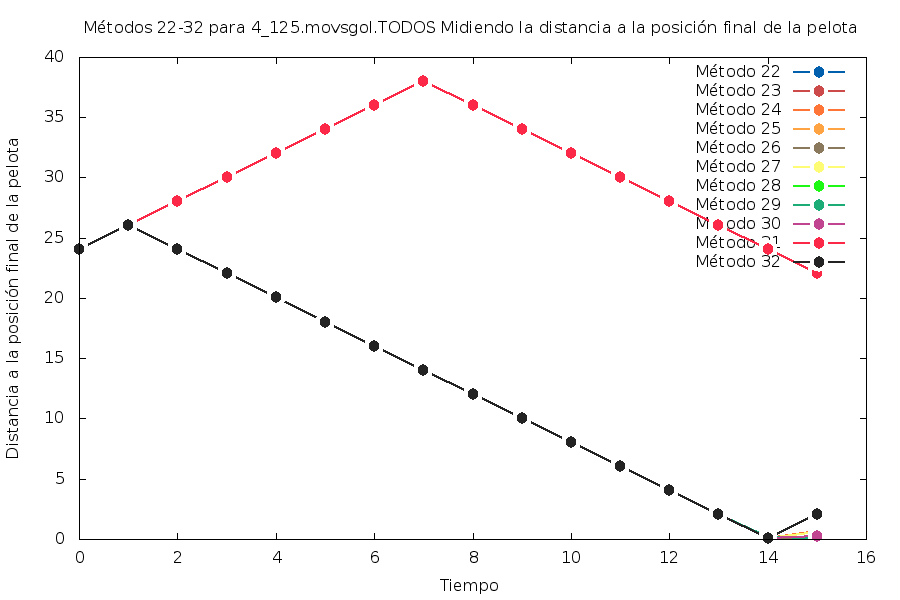 Métodos 22-32 para 4_125.movsgol.TODOS Midiendo la distancia a la posición final de la pelota
40
35
30
25
20
15
10
5
0
Distancia a la posición final de la pelota
Método 22
Método 23
Método 24
Método 25
Método 26
Método 27
Método 28
Método 29
Método 30
Método 31
Método 32
0 2 4 6 8 10 12 14 16
Tiempo